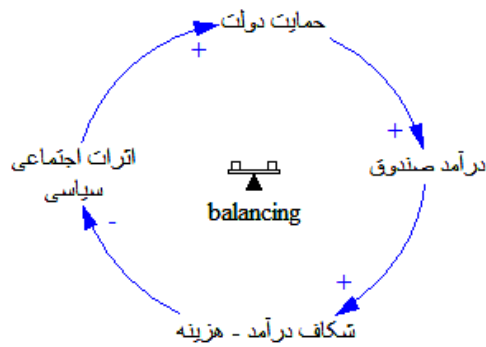 حمایت دولت
+
+
درآمد صندوق
اثرات اجتماعی
سیاسی
balancing
-
+
شکاف درآمد - هزینه